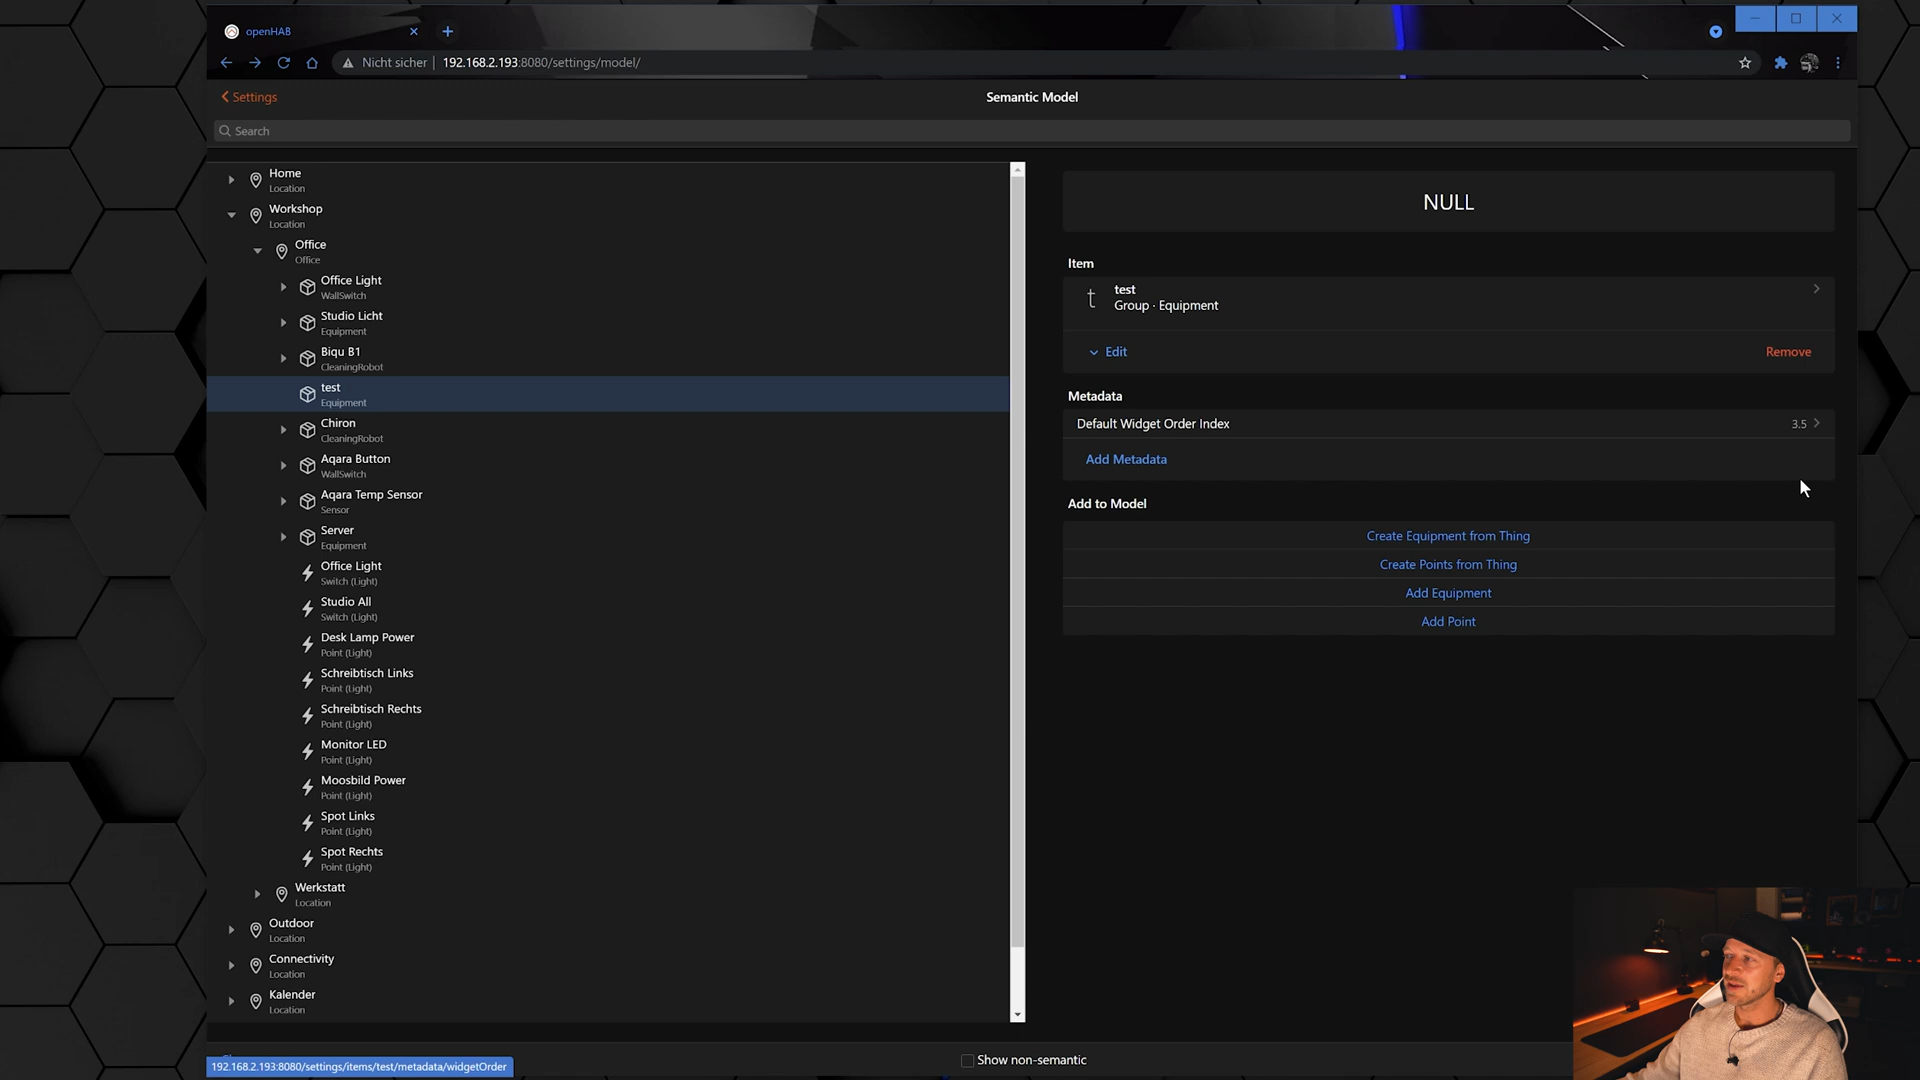 openHAB
Nicht sicher
192.168.2.193:8080/settings/model/
Settings
Semantic Model
Search
Home
Location
Workshop
Location
Office
Office
Office Light
WallSwitch
Studio Licht
Equipment
Biqu B1
CleaningRobot
test
Equipment
Chiron
CleaningRobot
Aqara Button
WallSwitch
Aqara Temp Sensor
Sensor
Server
Equipment
Office Light
Switch (Light)
Studio All
Switch (Light)
Desk Lamp Power
Point (Light)
Schreibtisch Links
Point (Light)
Schreibtisch Rechts
Point (Light)
Monitor LED
Point (Light)
Moosbild Power
Point (Light)
Spot Links
Point (Light)
Spot Rechts
Point (Light)
Werkstatt
Location
Outdoor
Location
Connectivity
Location
Kalender
Location
NULL
Item
t
test
Group · Equipment
Edit
Remove
Metadata
Default Widget Order Index
3.5
Add Metadata
Add to Model
Create Equipment from Thing
Create Points from Thing
Add Equipment
Add Point
Show non-semantic
192.168.2.193:8080/settings/items/test/metadata/widgetOrder